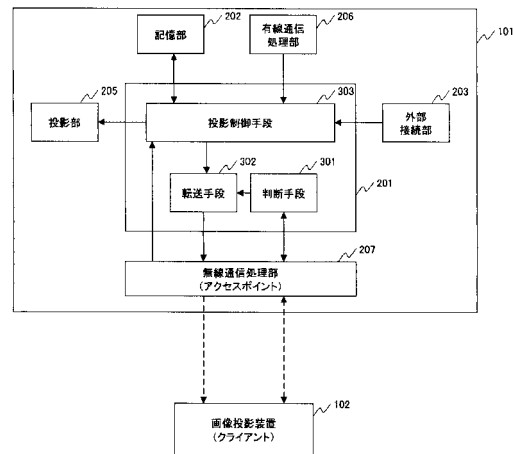 202
記憶部
206
有線通信
処理部
101
303
205
投影部
投影制御手段
203
外部
接続部
302
転送手段
301
判断手段
201
207
無線通信処理部
(アクセスポイント)
102
画像投影装置
(クライアント)